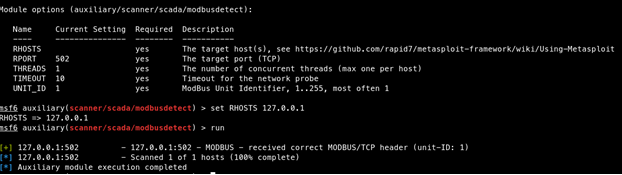 Module options (auxiliary/scanner/scada/modbusdetect):
Name Current Setting Required Description
---- --------------- -------- -----------
RHOSTS yes The target host(s), see https://github.com/rapid7/metasploit-framework/wiki/Using-Metasploit
RPORT 502 yes The target port (TCP)
THREADS 1 yes The number of concurrent threads (max one per host)
TIMEOUT 10 yes Timeout for the network probe
UNIT_ID 1 yes ModBus Unit Identifier, 1..255, most often 1
msf6 auxiliary(scanner/scada/modbusdetect) > set RHOSTS 127.0.0.1
RHOSTS => 127.0.0.1
msf6 auxiliary(scanner/scada/modbusdetect) > run
[+] 127.0.0.1:502 - 127.0.0.1:502 - MODBUS - received correct MODBUS/TCP header (unit-ID: 1)
[*] 127.0.0.1:502 - Scanned 1 of 1 hosts (100% complete)
[*] Auxiliary module execution completed